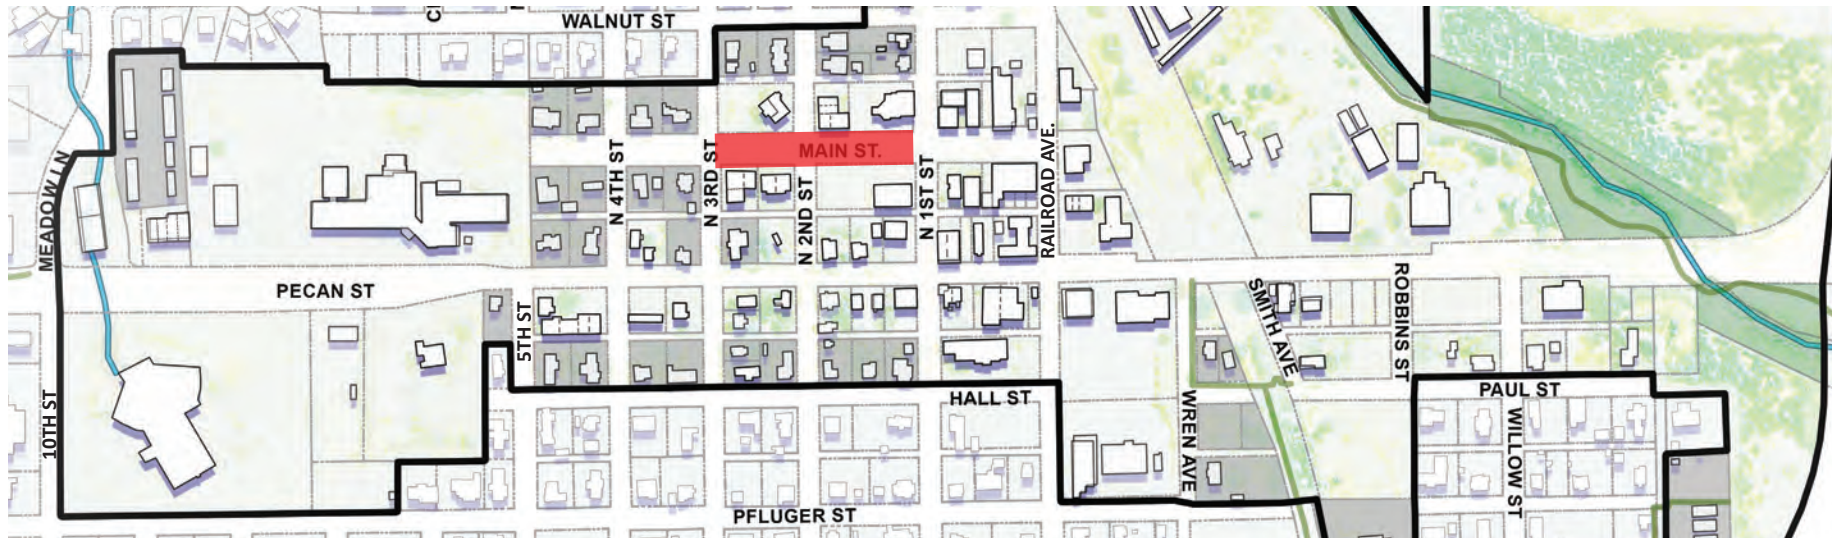 WALNUT ST
MEADOW LN
N 4TH ST
N 3RD ST
MAIN ST.
N 2ND ST
N 1ST ST
RAILROAD AVE.
PECAN ST
5TH ST
SMITH AVE
ROBBINS ST
10TH ST
HALL ST
WREN AVE
PAUL ST
WILLOW ST
PFLUGER ST